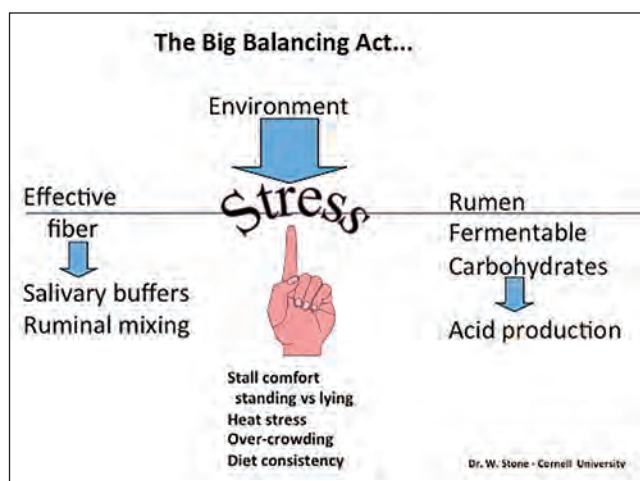 The Big Balancing Act...
Environment
Stress
Effective
fiber
Salivary buffers
Ruminal mixing
Rumen
Fermentable
Carbohydrates
Acid production
Stall comfort
standing vs lying
Heat stress
Over-crowding
Diet consistency
Dr. W. Stone - Cornell University